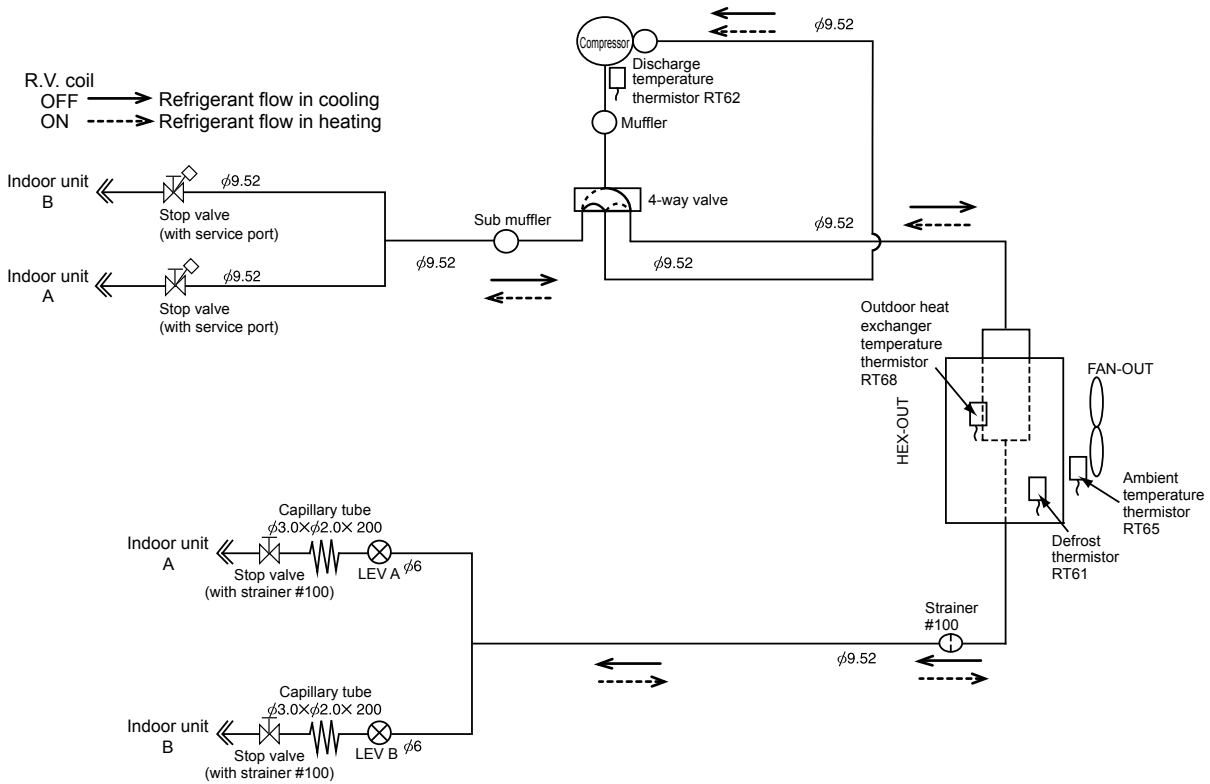 Compressor
ϕ9.52
Discharge
temperature
thermistor RT62
R.V. coil
OFF Refrigerant flow in cooling
ON Refrigerant flow in heating
Muffler
Indoor unit
B
ϕ9.52
Stop valve
(with service port)
4-way valve
Sub muffler
ϕ9.52
ϕ9.52
ϕ9.52
Indoor unit
A
ϕ9.52
Stop valve
(with service port)
Outdoor heat
exchanger
temperature
thermistor
RT68
HEX-OUT
FAN-OUT
Ambient
temperature
thermistor
RT65
Defrost
thermistor
RT61
Capillary tube
ϕ3.0×ϕ2.0× 200
Indoor unit
A
Stop valve
(with strainer #100)
LEV A
ϕ6
Strainer
#100
ϕ9.52
Capillary tube
ϕ3.0×ϕ2.0× 200
Indoor unit
B
Stop valve
(with strainer #100)
LEV B
ϕ6